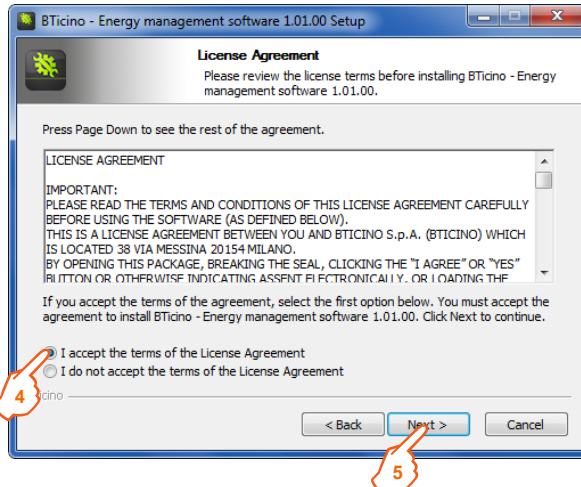 BTicino - Energy management software 1.01.00 Setup
License Agreement
Please review the license terms before installing BTicino - Energy
management software 1.01.00.
Press Page Down to see the rest of the agreement.
LICENSE AGREEMENT
IMPORTANT:
PLEASE READ THE TERMS AND CONDITIONS OF THIS LICENSE AGREEMENT CAREFULLY
BEFORE USING THE SOFTWARE (AS DEFINED BELOW).
THIS IS A LICENSE AGREEMENT BETWEEN YOU AND BTICINO S.p.A. (BTICINO) WHICH
IS LOCATED 38 VIA MESSINA 20154 MILANO.
BY OPENING THIS PACKAGE, BREAKING THE SEAL, CLICKING THE "I AGREE" OR "YES"
BUTTON OR OTHERWISE INDICATING ASSENT ELECTRONICALLY, OR LOADING THE
If you accept the terms of the agreement, select the first option below. You must accept the
agreement to install BTicino - Energy management software 1.01.00. Click Next to continue.
I accept the terms of the License Agreement
I do not accept the terms of the License Agreement
4
cino
< Back Next > Cancel
5